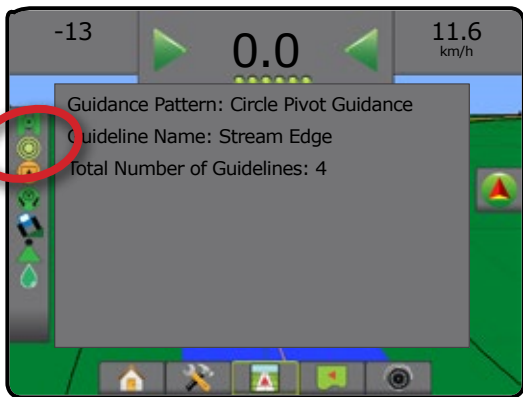 -13
0.0
11.6
km/h
Guidance Pattern: Circle Pivot Guidance
Guideline Name: Stream Edge
Total Number of Guidelines: 4